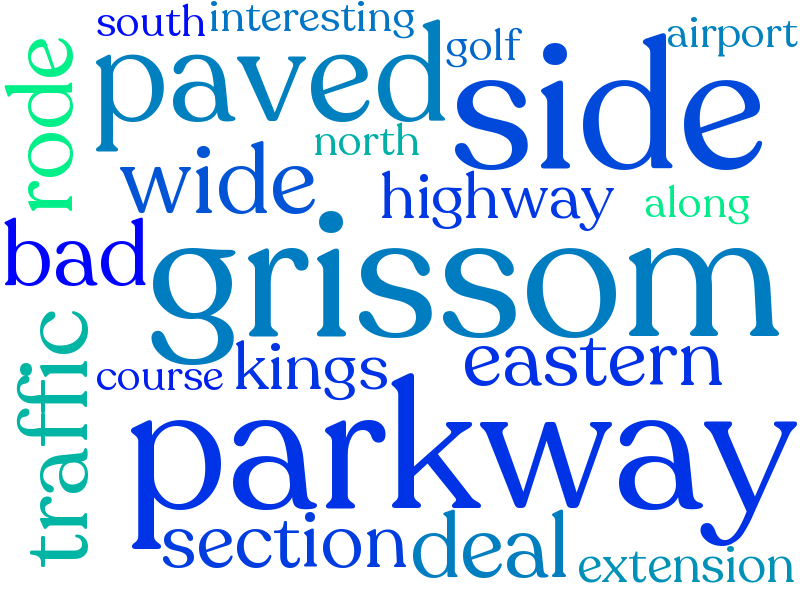 south interesting
golf airport
paved side
rode
north
wide highway along
bad grissom
traffic
course kings eastern
parkway
section deal extension